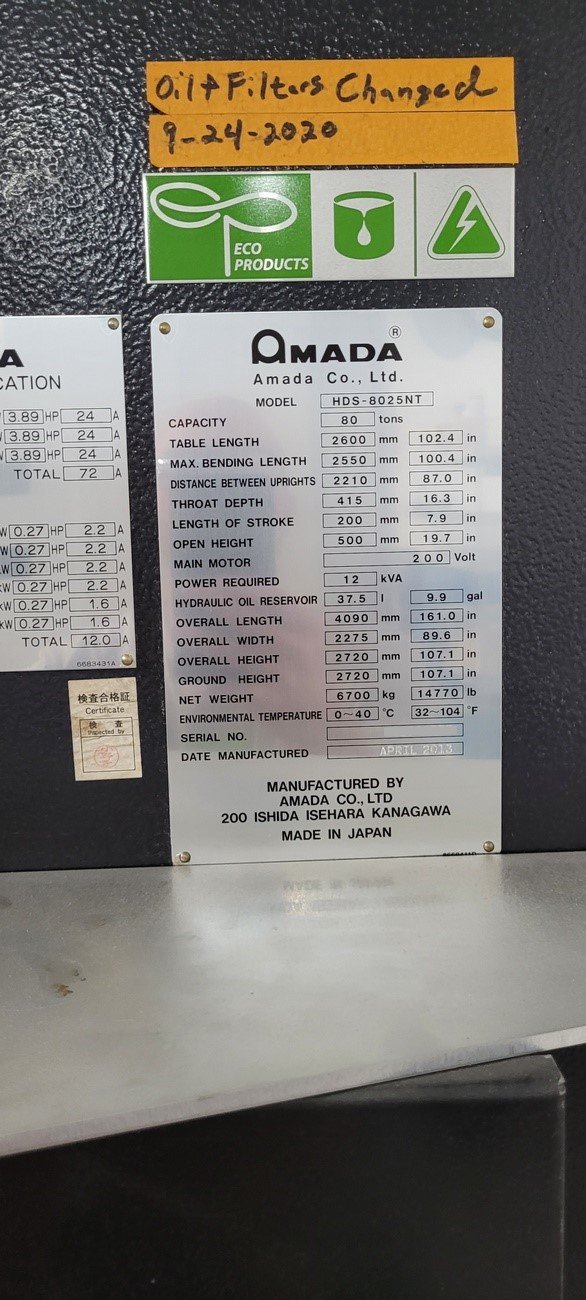 Oil + Filters Changed
9-24-2020
ECO
PRODUCTS
A
CATION
3.89 HP 24 A
3.89 HP 24 A
3.89 HP 24 A
TOTAL 72 A
W 0.27 HP 2.2 A
W 0.27 HP 2.2 A
kW 0.27 HP 2.2 A
kW 0.27 HP 2.2 A
kW 0.27 HP 1.6 A
kW 0.27 HP 1.6 A
TOTAL 12.0 A
6683431A
検査合格証
Certificate
検 査
Inspected by
AMADA ®
Amada Co., Ltd.
MODEL HDS-8025NT
CAPACITY 80 tons
TABLE LENGTH 2600 mm 102.4 in
MAX. BENDING LENGTH 2550 mm 100.4 in
DISTANCE BETWEEN UPRIGHTS 2210 mm 87.0 in
THROAT DEPTH 415 mm 16.3 in
LENGTH OF STROKE 200 mm 7.9 in
OPEN HEIGHT 500 mm 19.7 in
MAIN MOTOR 200 Volt
POWER REQUIRED 12 kVA
HYDRAULIC OIL RESERVOIR 37.5 l 9.9 gal
OVERALL LENGTH 4090 mm 161.0 in
OVERALL WIDTH 2275 mm 89.6 in
OVERALL HEIGHT 2720 mm 107.1 in
GROUND HEIGHT 2720 mm 107.1 in
NET WEIGHT 6700 kg 14770 lb
ENVIRONMENTAL TEMPERATURE 0~40 °C 32~104 °F
SERIAL NO.
DATE MANUFACTURED APRIL 2013
MANUFACTURED BY
AMADA CO., LTD
200 ISHIDA ISEHARA KANAGAWA
MADE IN JAPAN